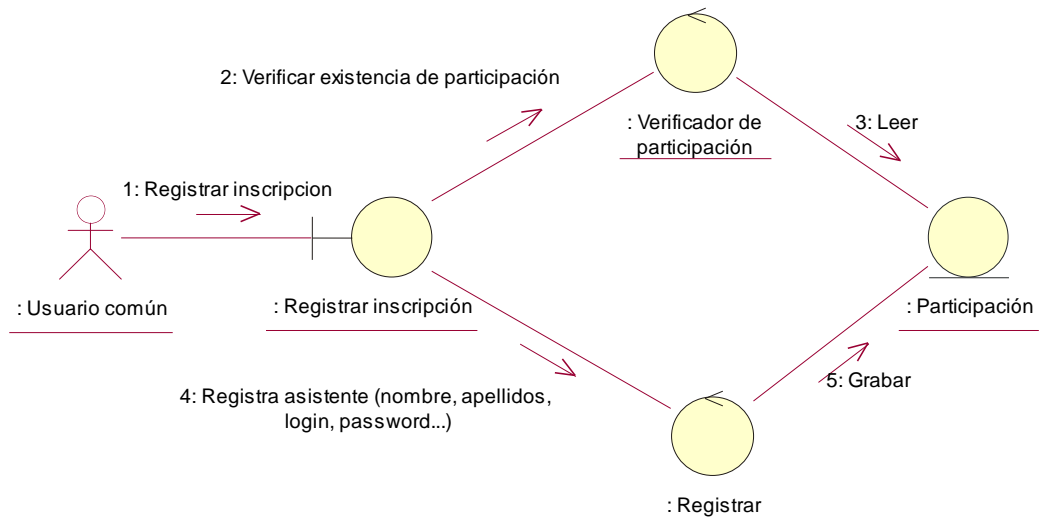 2: Verificar existencia de participación
: Verificador de
participación
3: Leer
1: Registrar inscripcion
: Usuario común
: Registrar inscripción
: Participación
4: Registra asistente (nombre, apellidos,
login, password...)
5: Grabar
: Registrar